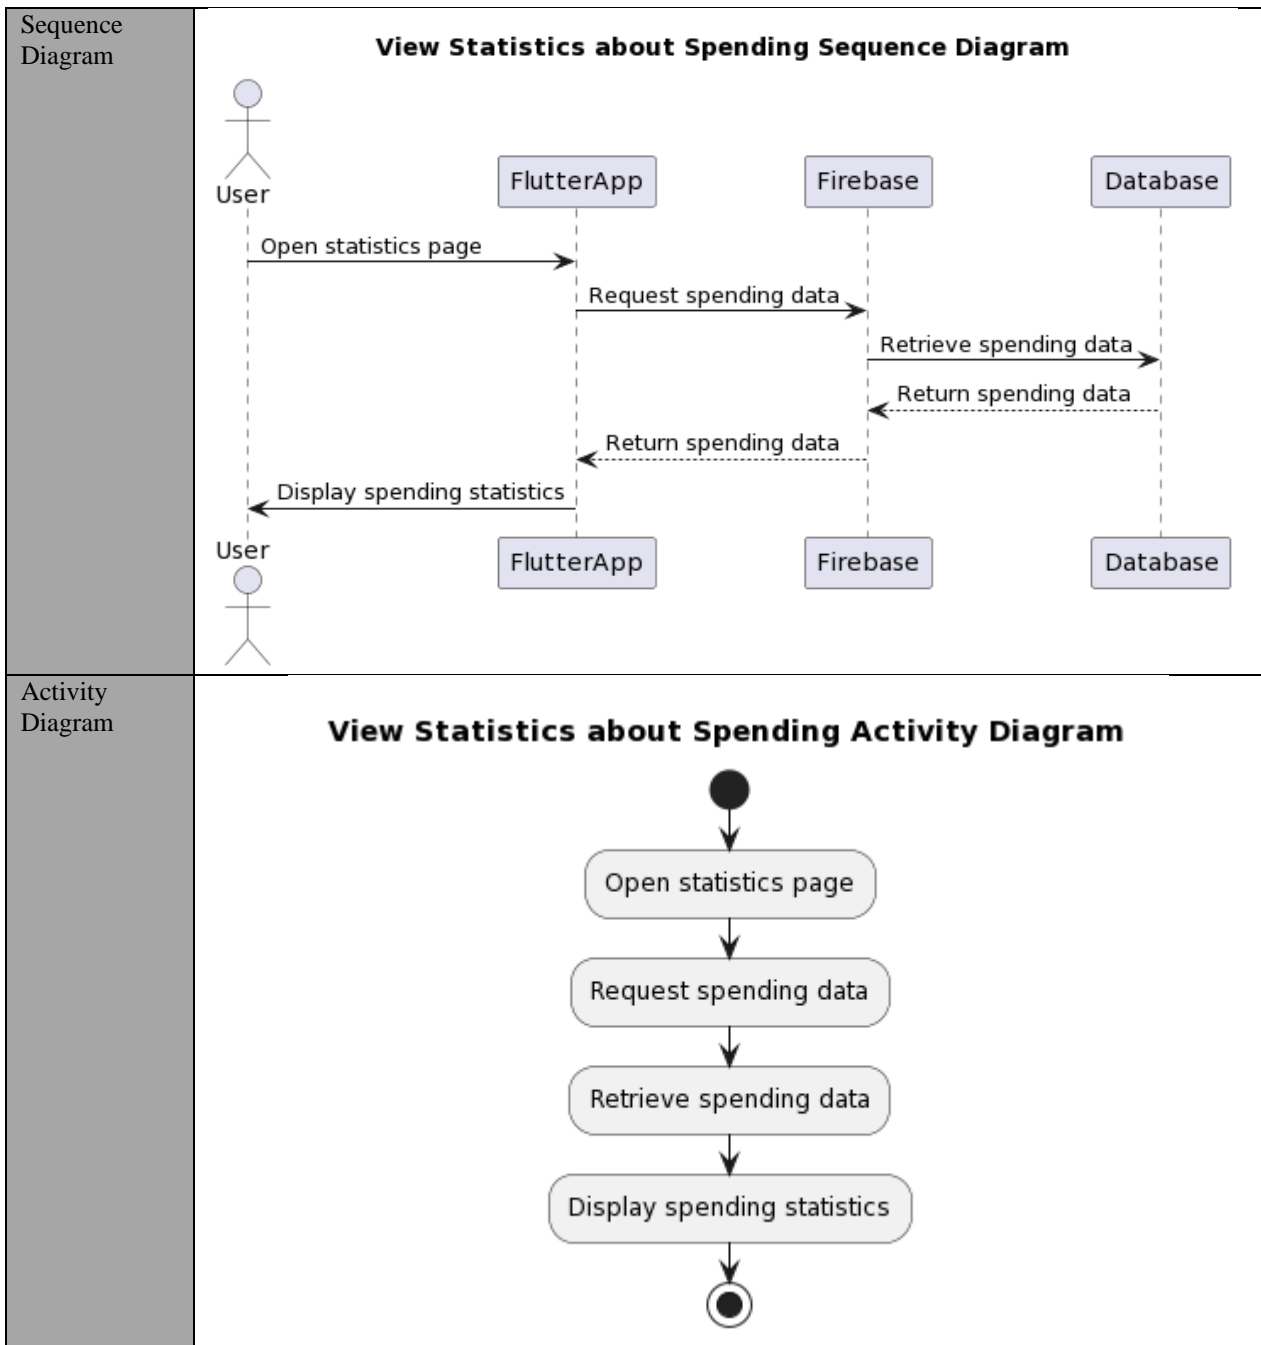 Sequence
Diagram
View Statistics about Spending Sequence Diagram
User
FlutterApp
Firebase
Database
Open statistics page
Request spending data
Retrieve spending data
Return spending data
Return spending data
Display spending statistics
User
FlutterApp
Firebase
Database
Activity
Diagram
View Statistics about Spending Activity Diagram
Open statistics page
Request spending data
Retrieve spending data
Display spending statistics